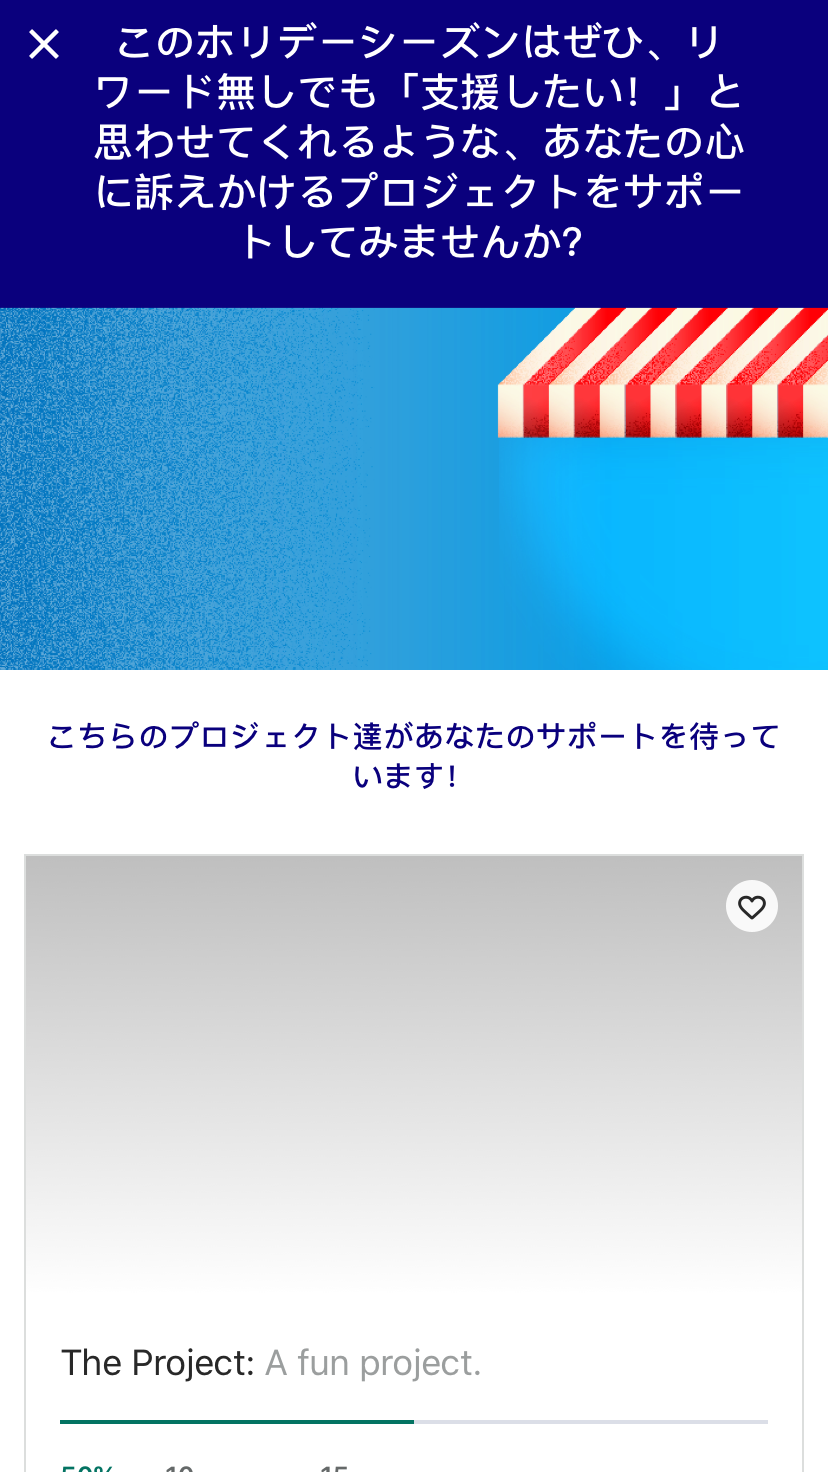 このホリデーシーズンはぜひ、リ
ワード無しでも「支援したい！」と
思わせてくれるような、あなたの心
に訴えかけるプロジェクトをサポー
トしてみませんか?
こちらのプロジェクト達があなたのサポートを待って
います！
The Project: A fun project.